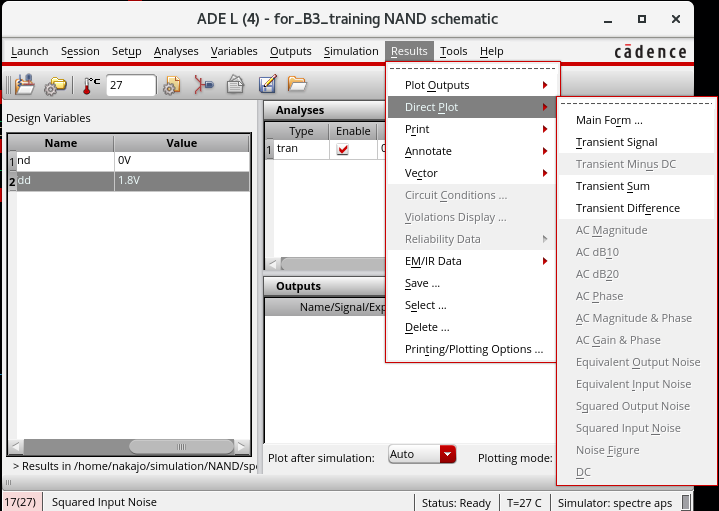 ADE L (4) - for_B3_training NAND schematic
Launch Session Setup Analyses Variables Outputs Simulation Results Tools Help cādence
°C 27
Design Variables
Name Value
1 nd 0V
2 dd 1.8V
> Results in /home/nakajo/simulation/NAND/spe
Analyses
Type Enable
1 tran
Outputs
Name/Signal/Exp
Plot after simulation: Auto Plotting mode:
Plot Outputs
Direct Plot
Print
Annotate
Vector
Circuit Conditions ...
Violations Display ...
Reliability Data
EM/IR Data
Save ...
Select ...
Delete ...
Printing/Plotting Options ...
Main Form ...
Transient Signal
Transient Minus DC
Transient Sum
Transient Difference
AC Magnitude
AC dB10
AC dB20
AC Phase
AC Magnitude & Phase
AC Gain & Phase
Equivalent Output Noise
Equivalent Input Noise
Squared Output Noise
Squared Input Noise
Noise Figure
DC
17(27) Squared Input Noise Status: Ready T=27 C Simulator: spectre aps